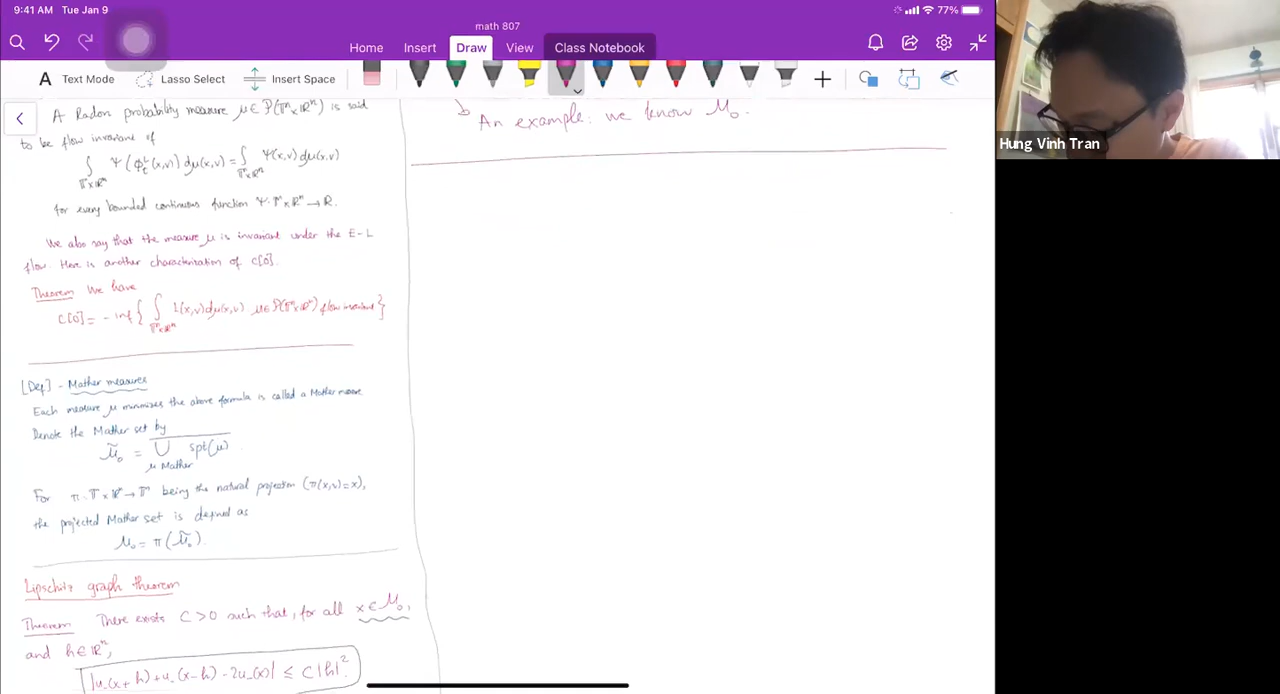 9:41 AM Tue Jan 9
77%
math 807
Home Insert Draw View Class Notebook
Text Mode Lasso Select Insert Space
Hung Vinh Tran
A Radon probability measure μ ∈ P(𝕋ⁿ×ℝⁿ) is said
to be flow invariant if
∫_{𝕋ⁿ×ℝⁿ} Ψ(ϕ_t^L(x,v)) dμ(x,v) = ∫_{𝕋ⁿ×ℝⁿ} Ψ(x,v) dμ(x,v)
for every bounded continuous function Ψ: 𝕋ⁿ×ℝⁿ → ℝ.
We also say that the measure μ is invariant under the E-L
flow. Here is another characterization of c[0].
Theorem We have
c[0] = - inf { ∫_{𝕋ⁿ×ℝⁿ} L(x,v) dμ(x,v) : μ∈P(𝕋ⁿ×ℝⁿ) flow invariant }
[Def] - Mather measures
Each measure μ minimizes the above formula is called a Mather measure
Denote the Mather set by
M̃₀ = \overline{∪_{μ Mather} spt(μ)}
For π: 𝕋ⁿ×ℝⁿ → 𝕋ⁿ being the natural projection (π(x,v)=x),
the projected Mather set is defined as
M₀ = π(M̃₀).
Lipschitz graph theorem
Theorem There exists C>0 such that, for all x∈M₀,
and h∈ℝⁿ,
|u_(x+h)+u_(x-h)-2u_(x)| ≤ C|h|².
An example: we know M₀.